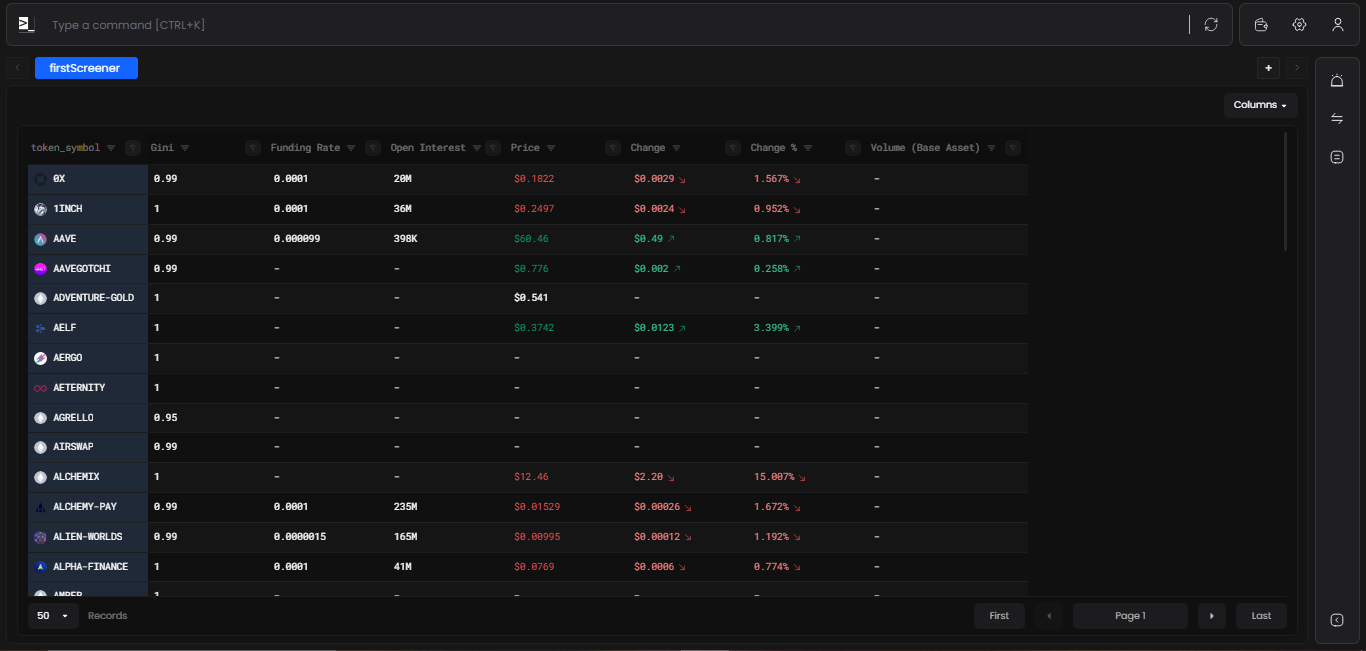 Type a command [CTRL+K]
firstScreener
+
Columns
token_symbol Gini Funding Rate Open Interest Price Change Change % Volume (Base Asset)
0X 0.99 0.0001 20M $0.1822 $0.0029 1.567% –
1INCH 1 0.0001 36M $0.2497 $0.0024 0.952% –
AAVE 0.99 0.000099 398K $60.46 $0.49 0.817% –
AAVEGOTCHI 0.99 – – $0.776 $0.002 0.258% –
ADVENTURE-GOLD 1 – – $0.541 – – –
AELF 1 – – $0.3742 $0.0123 3.399% –
AERGO 1 – – – – – –
AETERNITY 1 – – – – – –
AGRELLO 0.95 – – – – – –
AIRSWAP 0.99 – – – – – –
ALCHEMIX 1 – – $12.46 $2.20 15.007% –
ALCHEMY-PAY 0.99 0.0001 235M $0.01529 $0.00026 1.672% –
ALIEN-WORLDS 0.99 0.0000015 165M $0.00995 $0.00012 1.192% –
ALPHA-FINANCE 1 0.0001 41M $0.0769 $0.0006 0.774% –
AMBER 1 – – – – – –
50 Records First Page 1 Last